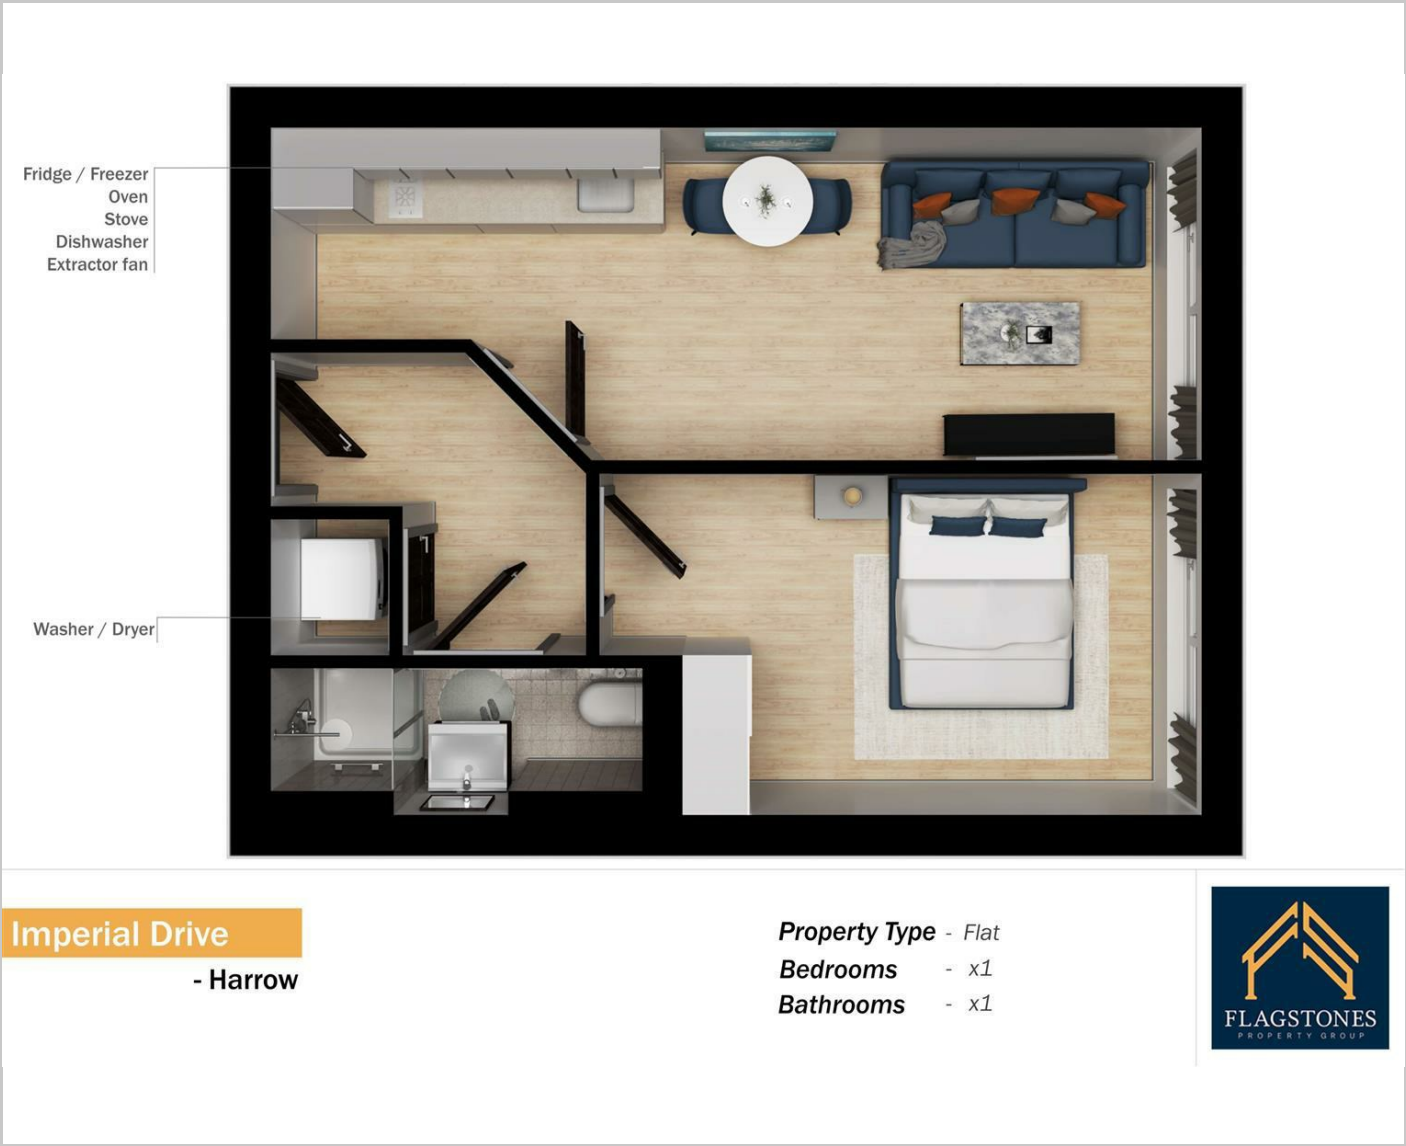 Fridge / Freezer
Oven
Stove
Dishwasher
Extractor fan
Washer / Dryer
Imperial Drive
- Harrow
Property Type - Flat
Bedrooms - x1
Bathrooms - x1
FLAGSTONES
PROPERTY GROUP